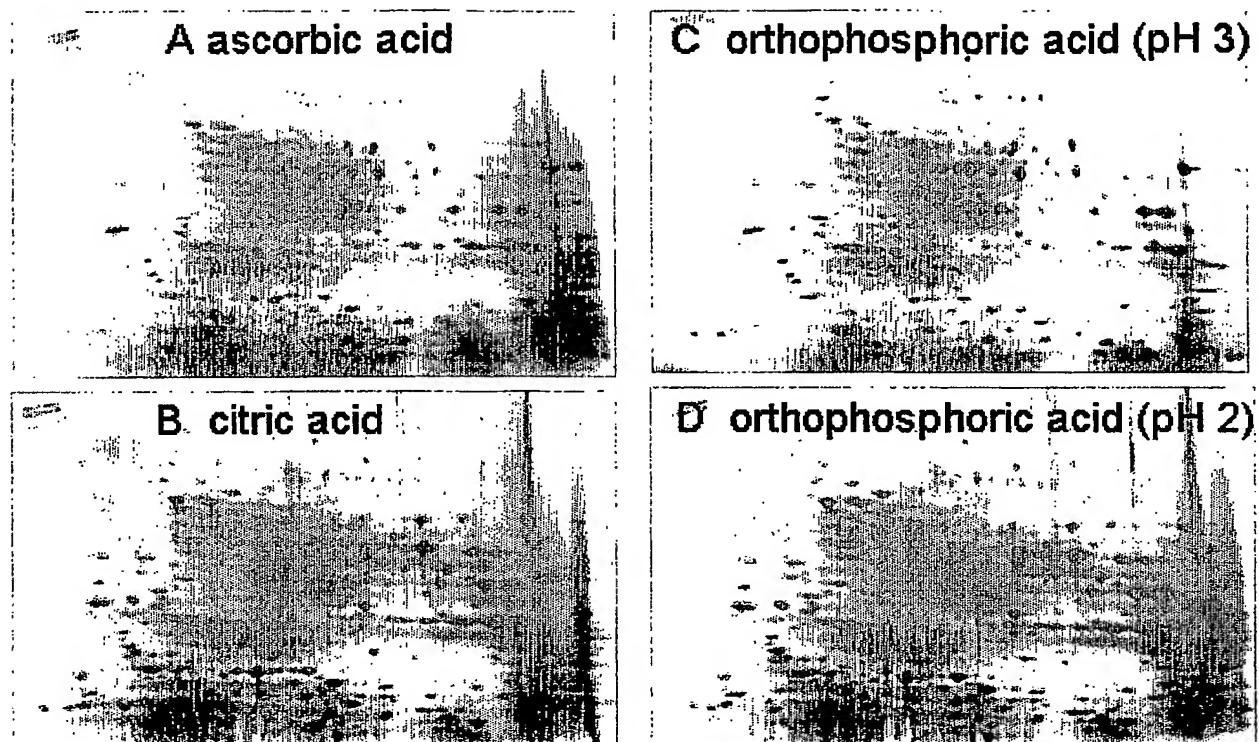 A ascorbic acid
C orthophosphoric acid (pH 3)
B. citric acid
D orthophosphoric acid (pH 2)